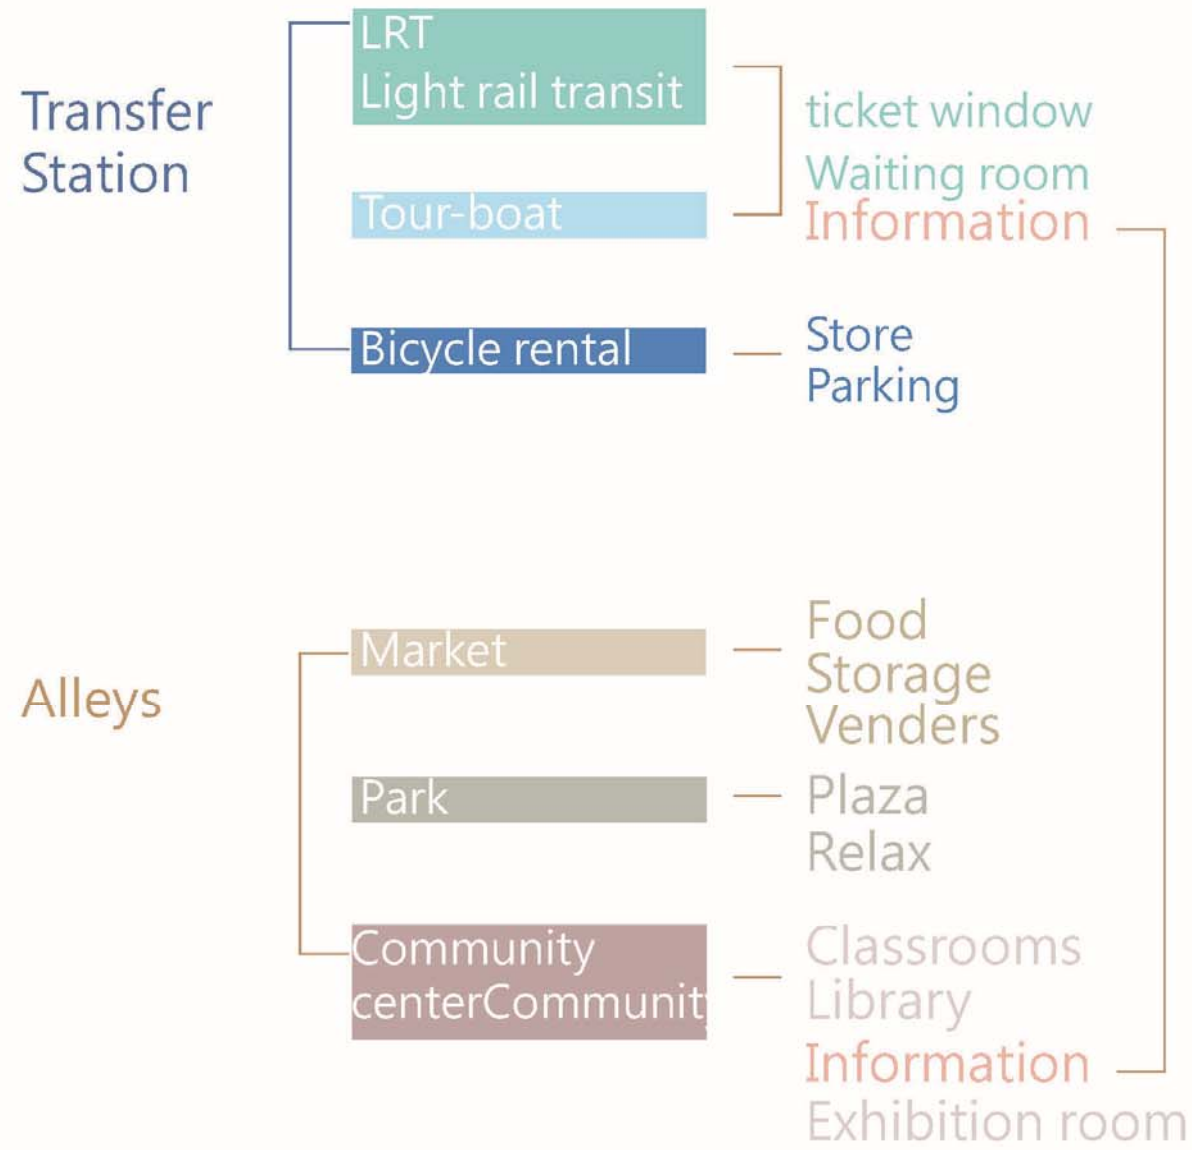 Transfer
Station
LRT
Light rail transit
Tour-boat
Bicycle rental
ticket window
Waiting room
Information
Store
Parking
Alleys
Market
Park
Community
centerCommunity
Food
Storage
Venders
Plaza
Relax
Classrooms
Library
Information
Exhibition room